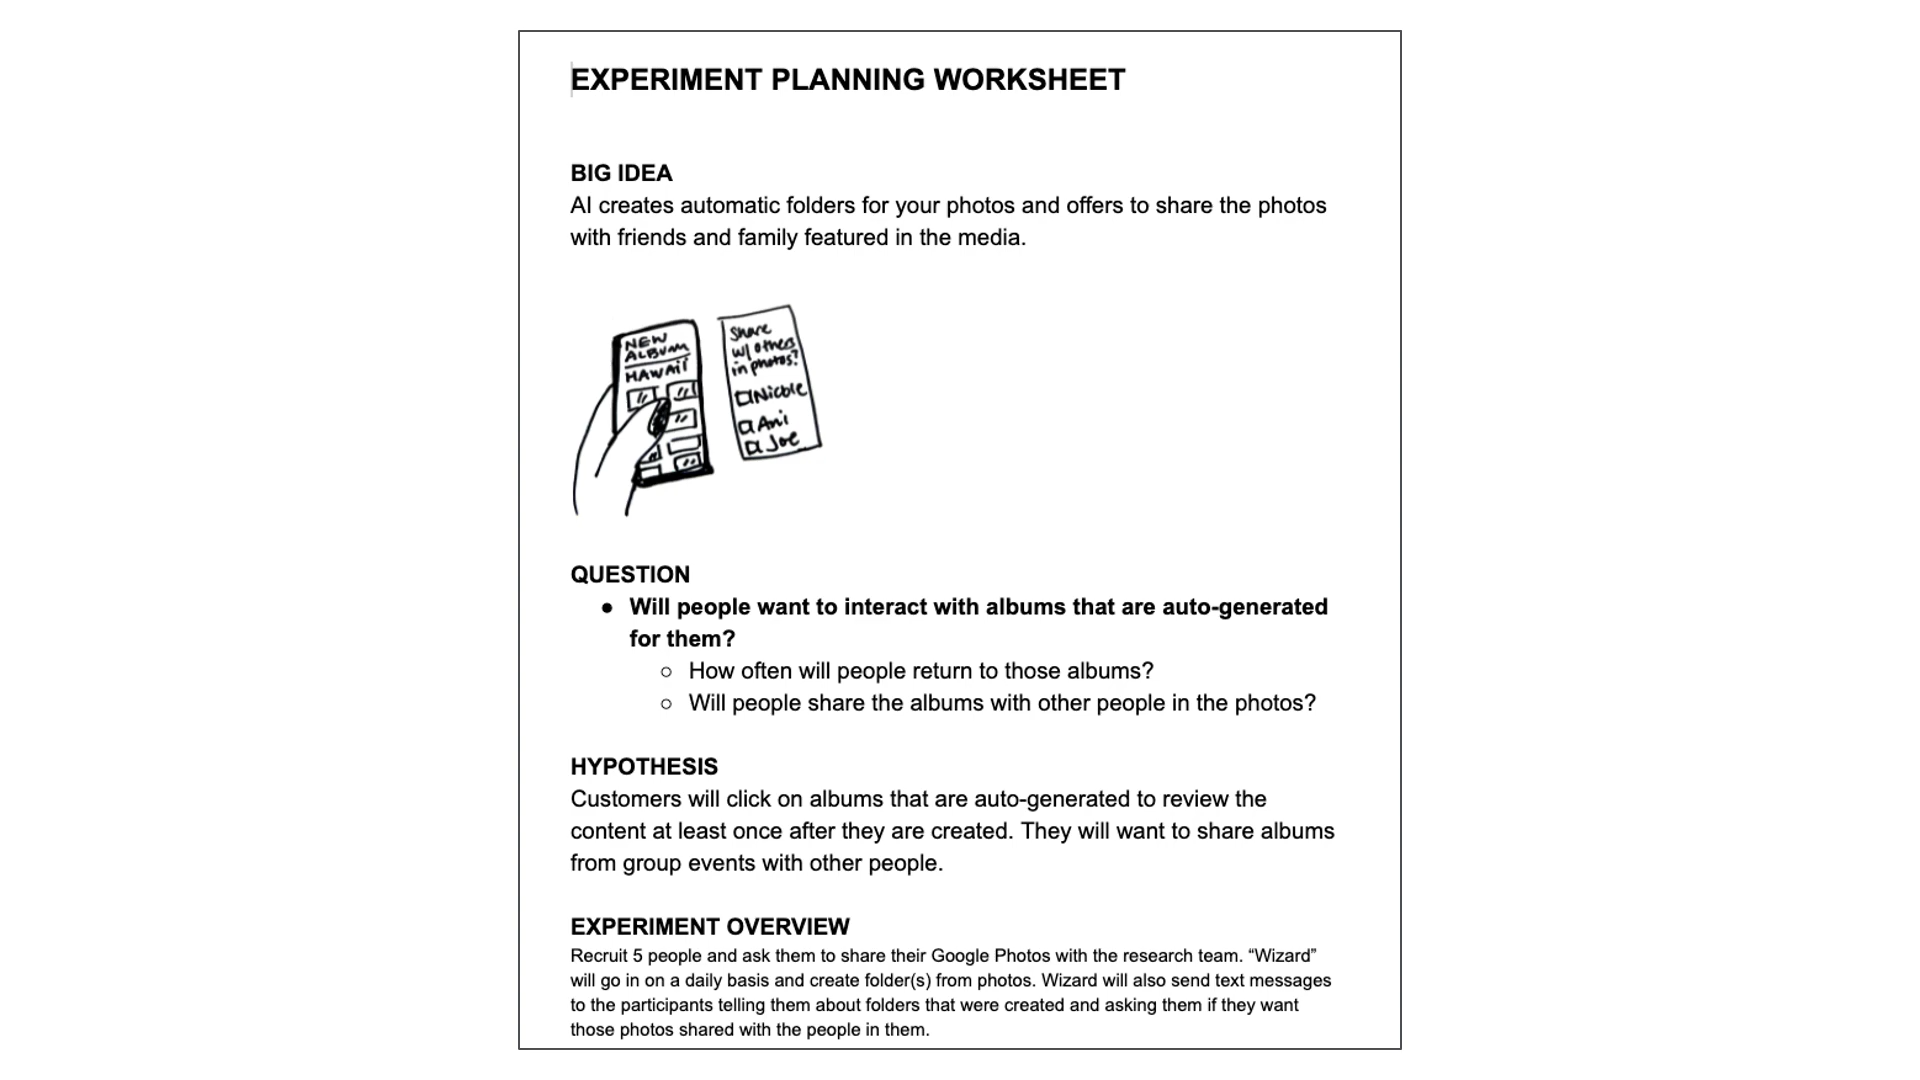 EXPERIMENT PLANNING WORKSHEET
BIG IDEA
AI creates automatic folders for your photos and offers to share the photos
with friends and family featured in the media.
NEW
ALBUM
HAWAII
Share
w/ others
in photos?
Nicole
Ani
Joe
QUESTION
● Will people want to interact with albums that are auto-generated
for them?
○ How often will people return to those albums?
○ Will people share the albums with other people in the photos?
HYPOTHESIS
Customers will click on albums that are auto-generated to review the
content at least once after they are created. They will want to share albums
from group events with other people.
EXPERIMENT OVERVIEW
Recruit 5 people and ask them to share their Google Photos with the research team. “Wizard”
will go in on a daily basis and create folder(s) from photos. Wizard will also send text messages
to the participants telling them about folders that were created and asking them if they want
those photos shared with the people in them.